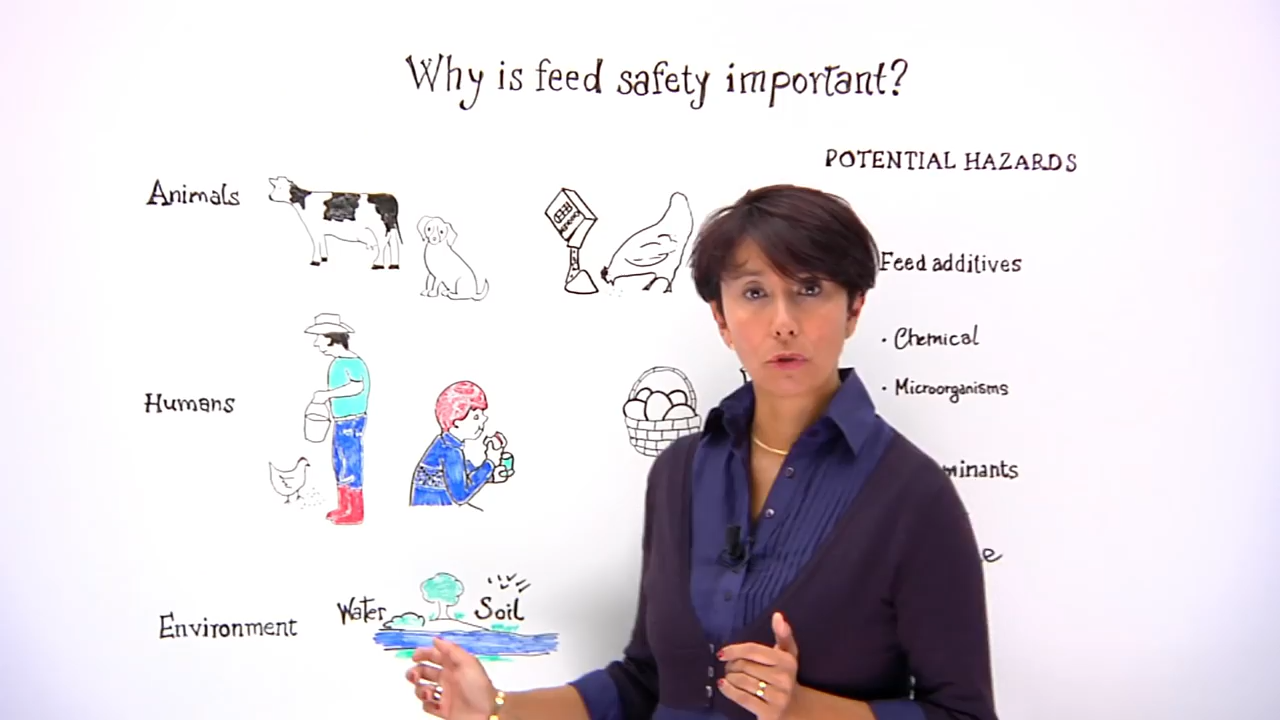 Why is feed safety important?
POTENTIAL HAZARDS
Animals
Feed additives
• Chemical
• Microorganisms
Humans
minants
e
Water
Soil
Environment